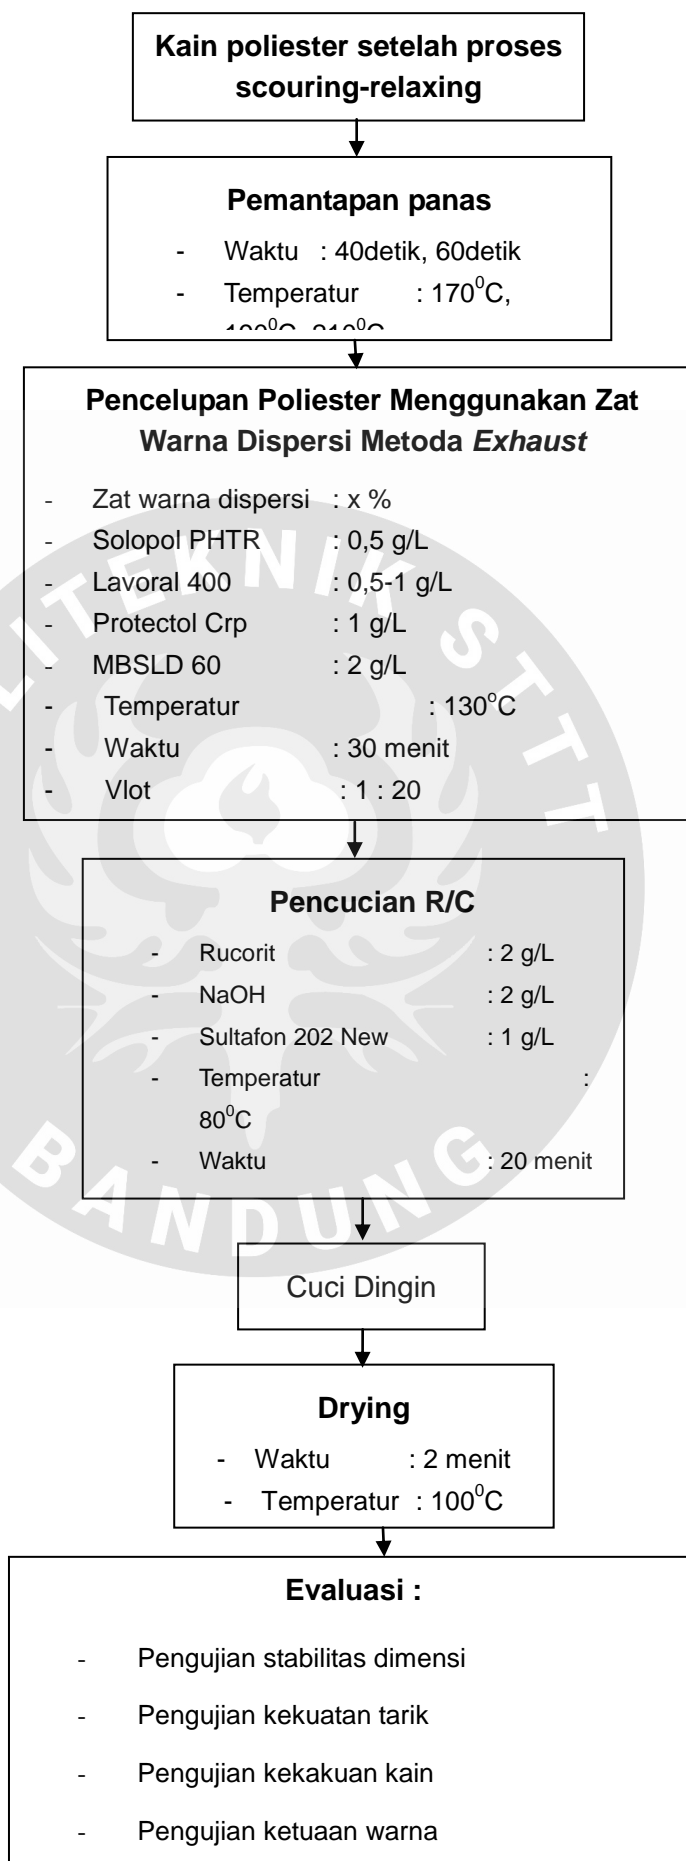 Kain poliester setelah proses
scouring-relaxing
Pemantapan panas
- Waktu : 40detik, 60detik
- Temperatur : 170⁰C,
Pencelupan Poliester Menggunakan Zat
Warna Dispersi Metoda Exhaust
- Zat warna dispersi : x %
- Solopol PHTR : 0,5 g/L
- Lavoral 400 : 0,5-1 g/L
- Protectol Crp : 1 g/L
- MBSLD 60 : 2 g/L
- Temperatur : 130°C
- Waktu : 30 menit
- Vlot : 1 : 20
Pencucian R/C
- Rucorit : 2 g/L
- NaOH : 2 g/L
- Sultafon 202 New : 1 g/L
- Temperatur :
80⁰C
- Waktu : 20 menit
Cuci Dingin
Drying
- Waktu : 2 menit
- Temperatur : 100⁰C
Evaluasi :
- Pengujian stabilitas dimensi
- Pengujian kekuatan tarik
- Pengujian kekakuan kain
- Pengujian ketuaan warna
LITEKNIK STTT
BANDUNG